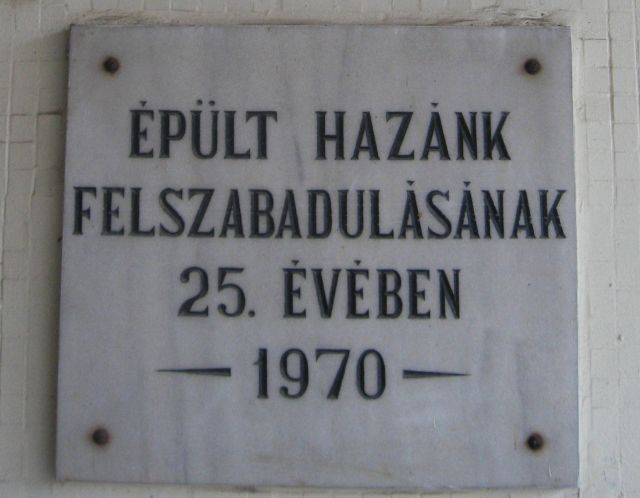 ÉPÜLT HAZÁNK
FELSZABADULÁSÁNAK
25. ÉVÉBEN
1970